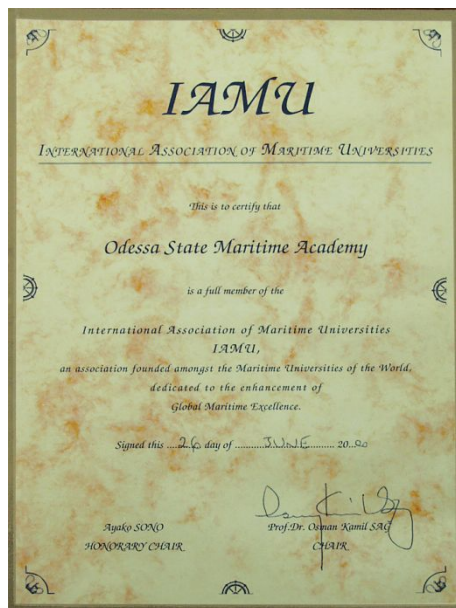 IAMU
INTERNATIONAL ASSOCIATION OF MARITIME UNIVERSITIES
This is to certify that
Odessa State Maritime Academy
is a full member of the
International Association of Maritime Universities
IAMU,
an association founded amongst the Maritime Universities of the World,
dedicated to the enhancement of
Global Maritime Excellence.
Signed this ....26 day of ........JUNE........... 20..00
Ayako SONO Prof.Dr. Osman Kamil SAĞ
HONORARY CHAIR CHAIR